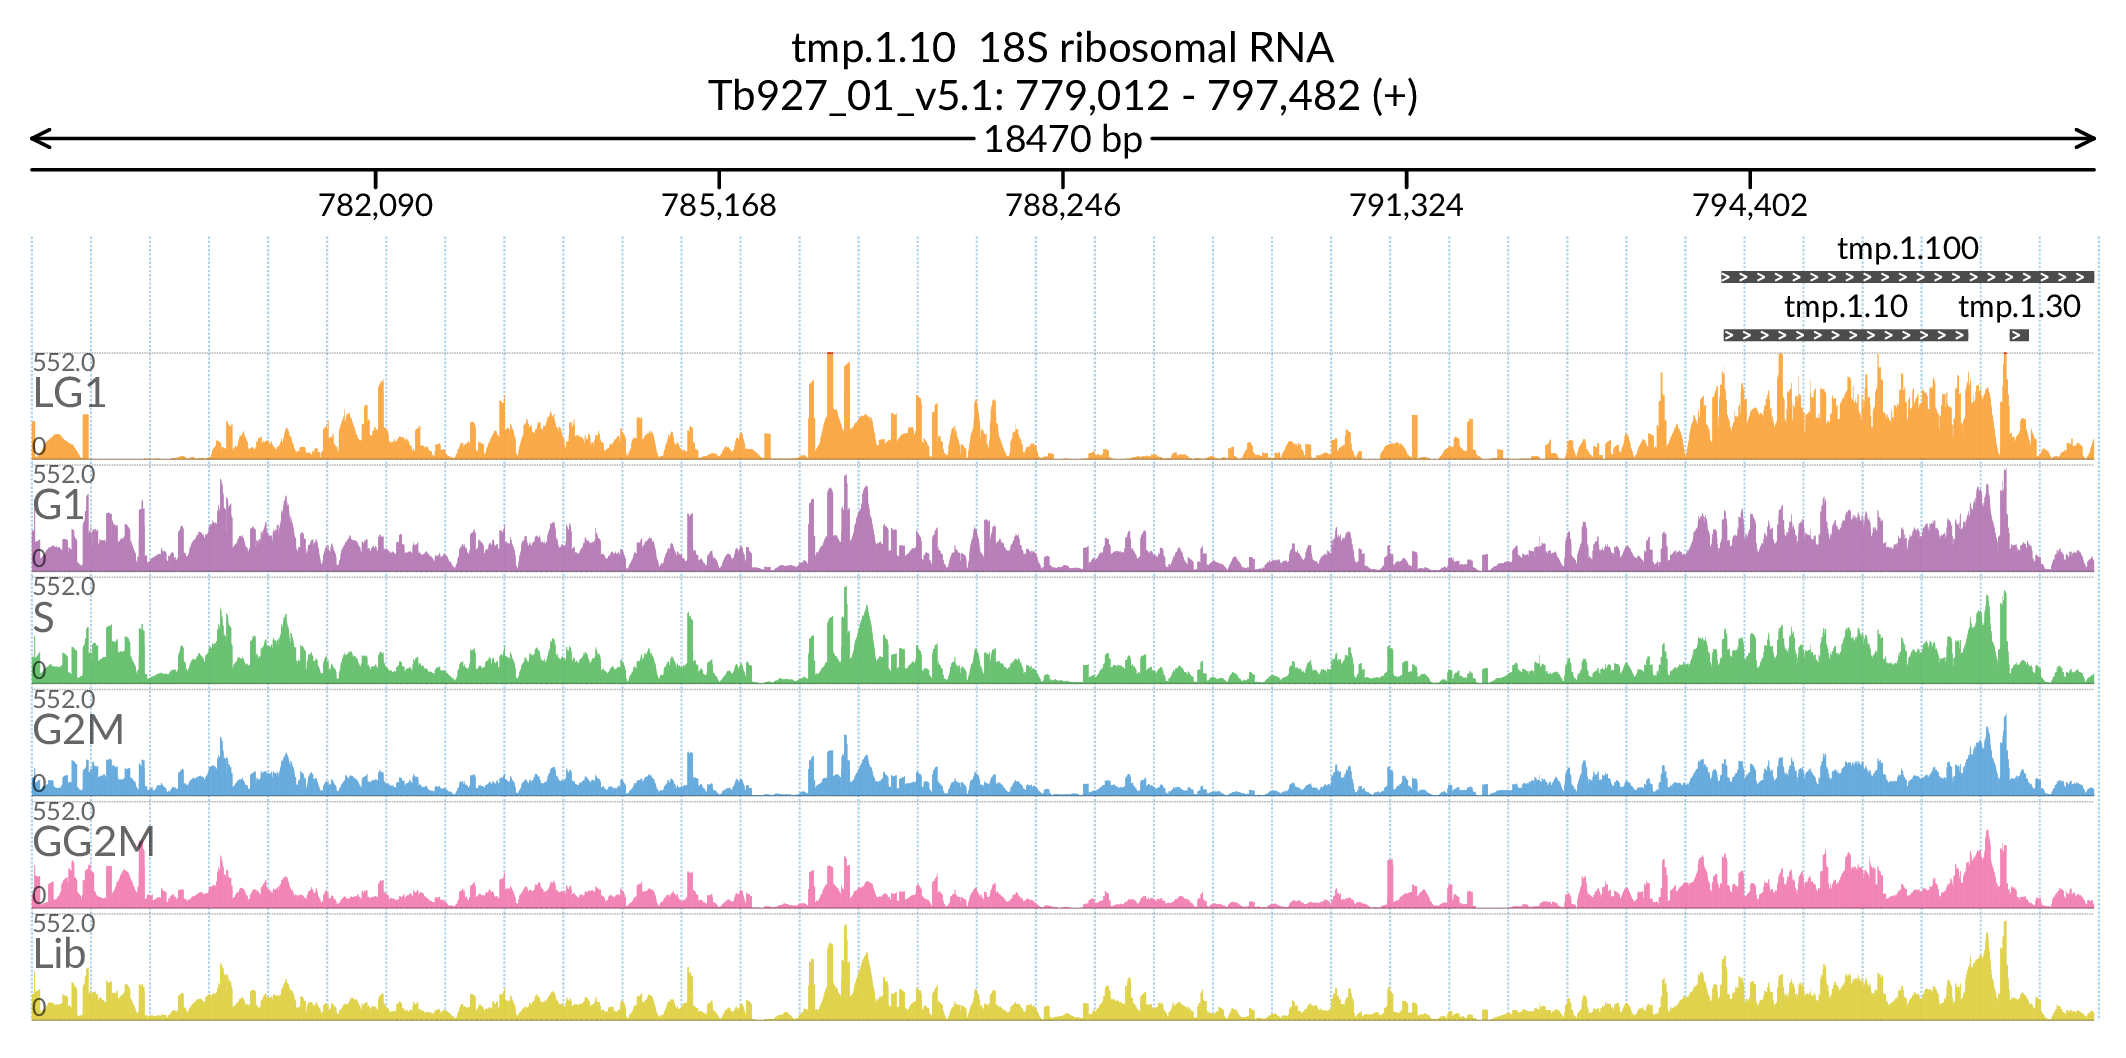 tmp.1.10 18S ribosomal RNA
Tb927_01_v5.1: 779,012 - 797,482 (+)
18470 bp
782,090 785,168 788,246 791,324 794,402
tmp.1.100
tmp.1.10 tmp.1.30
552.0
LG1
0
552.0
G1
0
552.0
S
0
552.0
G2M
0
552.0
GG2M
0
552.0
Lib
0